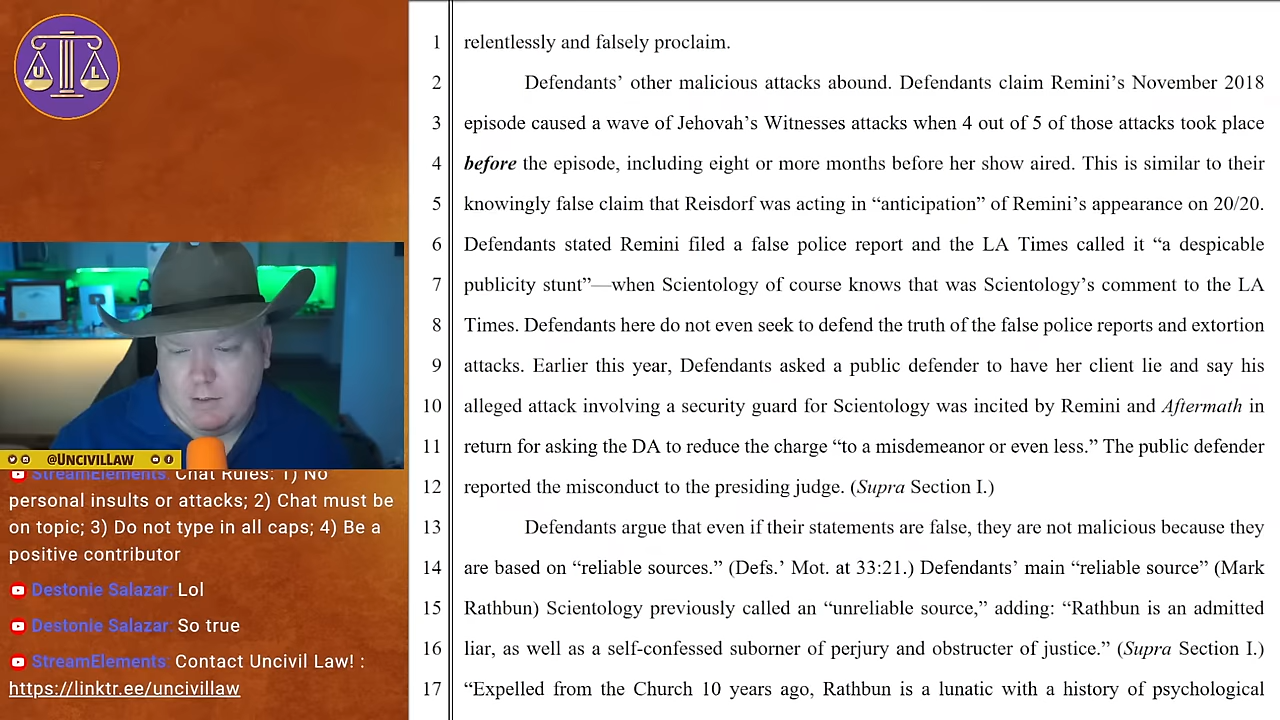 U L
@UNCIVILLAW
StreamElements: Chat Rules: 1) No
personal insults or attacks; 2) Chat must be
on topic; 3) Do not type in all caps; 4) Be a
positive contributor
Destonie Salazar: Lol
Destonie Salazar: So true
StreamElements: Contact Uncivil Law! :
https://linktr.ee/uncivillaw
1 relentlessly and falsely proclaim.
2 Defendants’ other malicious attacks abound. Defendants claim Remini’s November 2018
3 episode caused a wave of Jehovah’s Witnesses attacks when 4 out of 5 of those attacks took place
4 before the episode, including eight or more months before her show aired. This is similar to their
5 knowingly false claim that Reisdorf was acting in “anticipation” of Remini’s appearance on 20/20.
6 Defendants stated Remini filed a false police report and the LA Times called it “a despicable
7 publicity stunt”—when Scientology of course knows that was Scientology’s comment to the LA
8 Times. Defendants here do not even seek to defend the truth of the false police reports and extortion
9 attacks. Earlier this year, Defendants asked a public defender to have her client lie and say his
10 alleged attack involving a security guard for Scientology was incited by Remini and Aftermath in
11 return for asking the DA to reduce the charge “to a misdemeanor or even less.” The public defender
12 reported the misconduct to the presiding judge. (Supra Section I.)
13 Defendants argue that even if their statements are false, they are not malicious because they
14 are based on “reliable sources.” (Defs.’ Mot. at 33:21.) Defendants’ main “reliable source” (Mark
15 Rathbun) Scientology previously called an “unreliable source,” adding: “Rathbun is an admitted
16 liar, as well as a self-confessed suborner of perjury and obstructer of justice.” (Supra Section I.)
17 “Expelled from the Church 10 years ago, Rathbun is a lunatic with a history of psychological